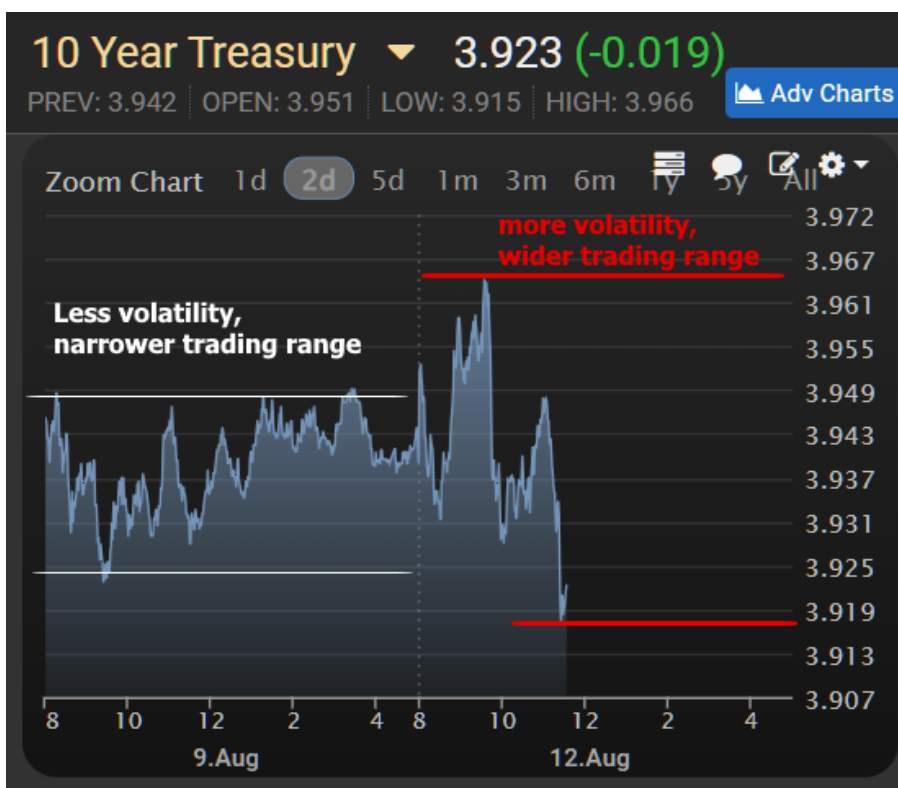 10 Year Treasury 3.923 (-0.019)
PREV: 3.942 OPEN: 3.951 LOW: 3.915 HIGH: 3.966
Adv Charts
Zoom Chart 1d 2d 5d 1m 3m 6m 1y 5y All
more volatility,
wider trading range
Less volatility,
narrower trading range
3.972
3.967
3.961
3.955
3.949
3.943
3.937
3.931
3.925
3.919
3.913
3.907
8 10 12 2 4 8 10 12 2 4
9.Aug 12.Aug